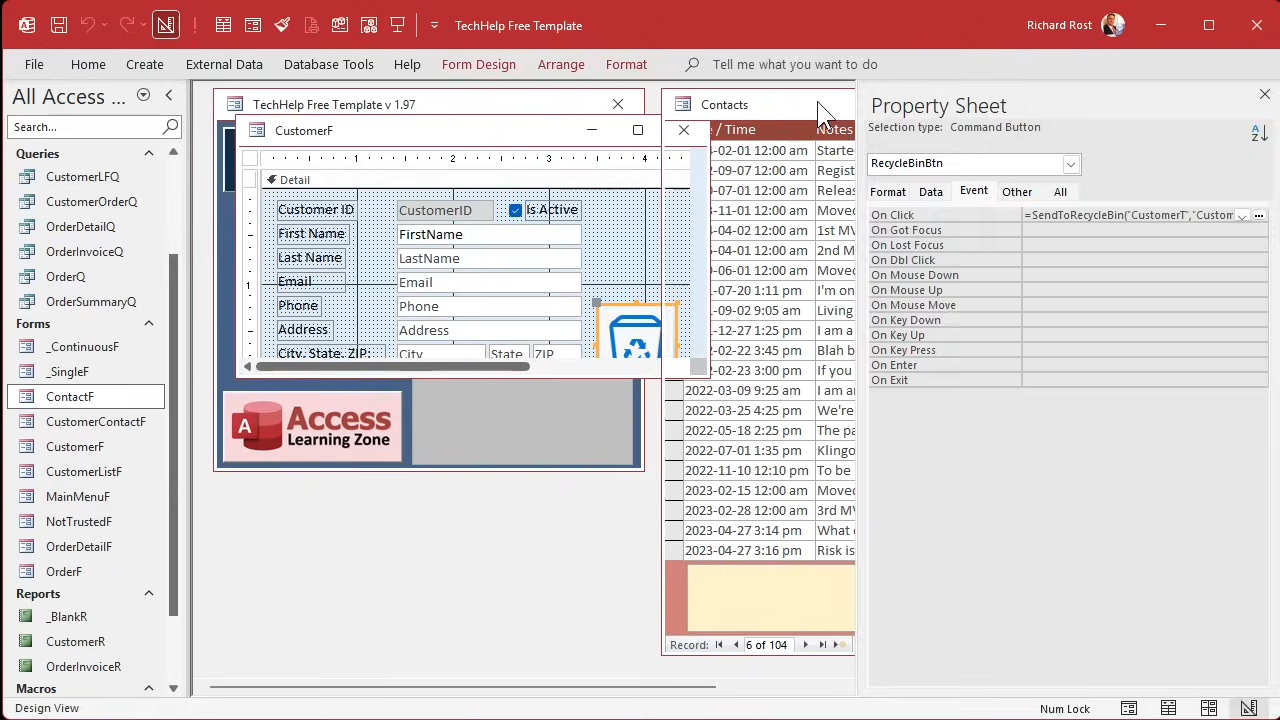 TechHelp Free Template
Richard Rost
File
Home
Create
External Data
Database Tools
Help
Form Design
Arrange
Format
Tell me what you want to do
All Access ...
Search...
Queries
CustomerLFQ
CustomerOrderQ
OrderDetailQ
OrderInvoiceQ
OrderQ
OrderSummaryQ
Forms
_ContinuousF
_SingleF
ContactF
CustomerContactF
CustomerF
CustomerListF
MainMenuF
NotTrustedF
OrderDetailF
OrderF
Reports
_BlankR
CustomerR
OrderInvoiceR
Macros
TechHelp Free Template v 1.97
CustomerF
1 2 3 4
Detail
Customer ID CustomerID Is Active
First Name FirstName
Last Name LastName
Email Email
Phone Phone
Address Address
City, State, ZIP: City State ZIP
1
A Access
Learning Zone
Contacts
e / Time Notes
-02-01 12:00 am Starte
-09-07 12:00 am Regist
-07-01 12:00 am Releas
-11-01 12:00 am Moved
-04-02 12:00 am 1st MV
-04-01 12:00 am 2nd M
-06-01 12:00 am Moved
-07-20 1:11 pm I'm on
-09-02 9:05 am Living
-12-27 1:25 pm I am a
-02-22 3:45 pm Blah b
-02-23 3:00 pm If you
2022-03-09 9:25 am I am an
2022-03-25 4:25 pm We're
2022-05-18 2:25 pm The pa
2022-07-01 1:35 pm Klingo
2022-11-10 12:10 pm To be
2023-02-15 12:00 am Moved
2023-02-28 12:00 am 3rd MV
2023-04-27 3:14 pm What c
2023-04-27 3:16 pm Risk is
Record: 6 of 104
Property Sheet
Selection type: Command Button
RecycleBinBtn
Format Data Event Other All
On Click =SendToRecycleBin("CustomerT","Custom
On Got Focus
On Lost Focus
On Dbl Click
On Mouse Down
On Mouse Up
On Mouse Move
On Key Down
On Key Up
On Key Press
On Enter
On Exit
Design View
Num Lock